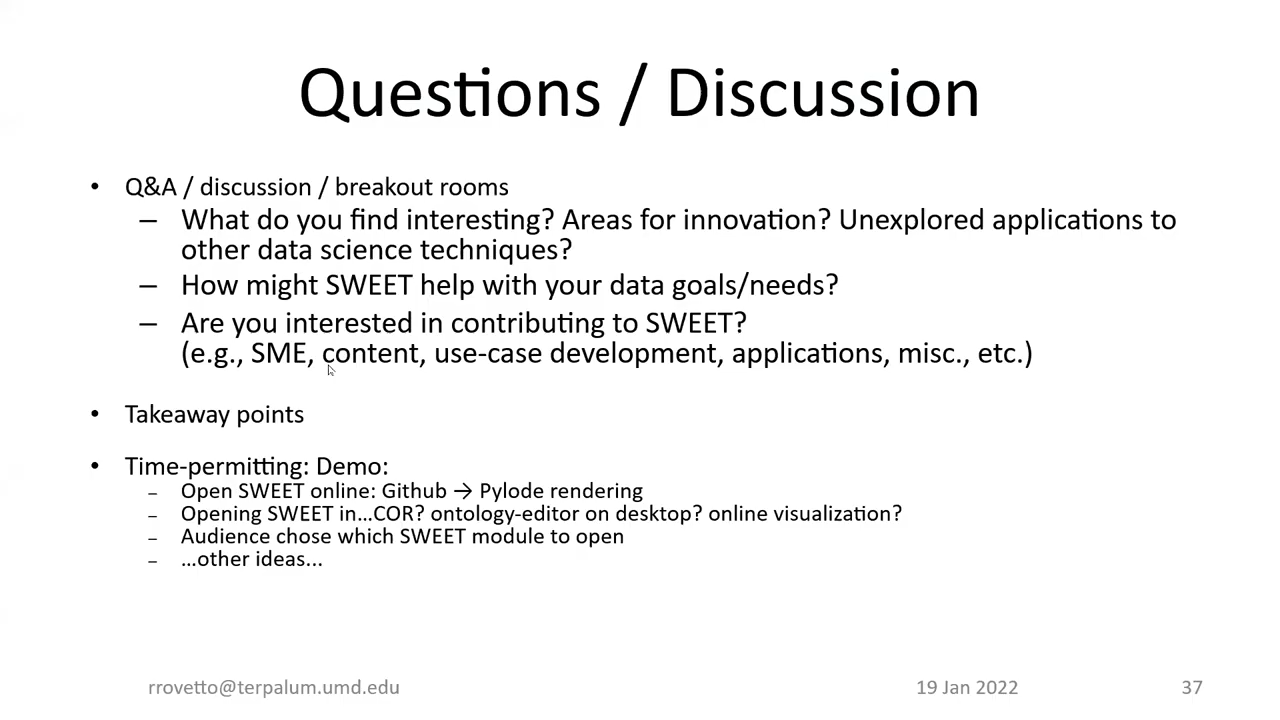 Questions / Discussion
• Q&A / discussion / breakout rooms
– What do you find interesting? Areas for innovation? Unexplored applications to
other data science techniques?
– How might SWEET help with your data goals/needs?
– Are you interested in contributing to SWEET?
(e.g., SME, content, use-case development, applications, misc., etc.)
• Takeaway points
• Time-permitting: Demo:
– Open SWEET online: Github → Pylode rendering
– Opening SWEET in…COR? ontology-editor on desktop? online visualization?
– Audience chose which SWEET module to open
– …other ideas...
rrovetto@terpalum.umd.edu 19 Jan 2022 37